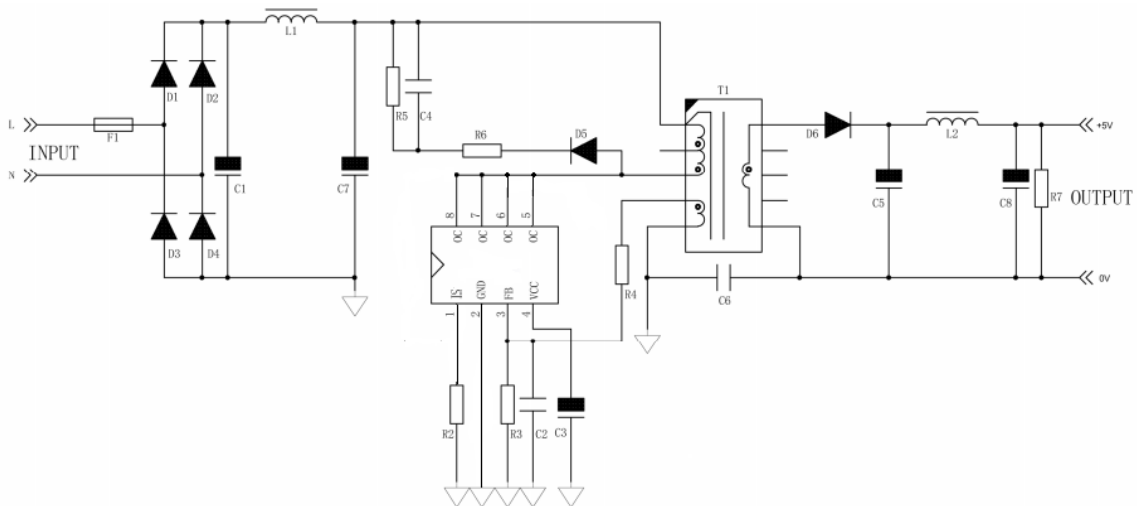 L1
T1
D1
D2
R5
C4
L
F1
R6
D5
D6
L2
+5V
INPUT
N
C1
C7
C5
C8
R7
OUTPUT
8
7
6
5
OC
OC
OC
OC
D3
D4
R4
C6
0V
IS
GND
FB
VCC
1
2
3
4
R2
R3
C2
C3